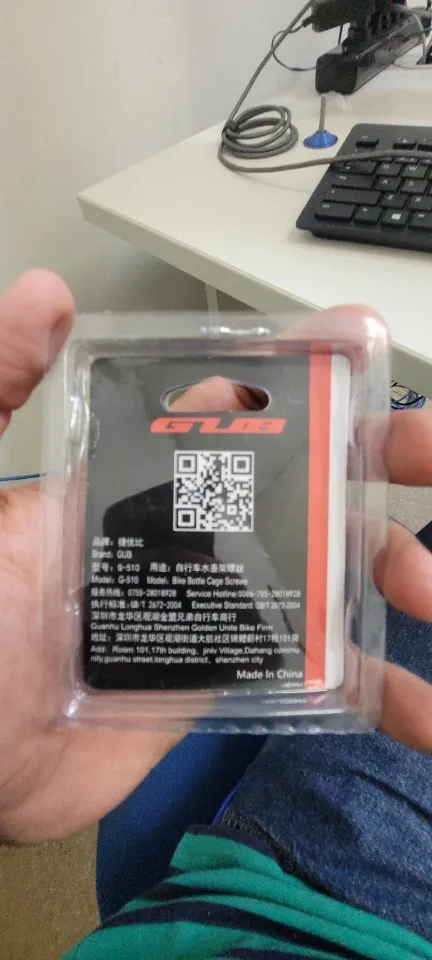 GUB
品牌: 捷优比
Brand: GUB
型号: G-510 用途: 自行车水壶架螺丝
Model: G-510 Model: Bike Bottle Cage Screws
服务热线: 0755-28018928 Service Hotline:0086-755-28018928
执行标准: GB/T 2672-2004 Executive Standard: GB/T 2673-2004
深圳市龙华区观湖金盟兄弟自行车商行
Guanhu Longhua Shenzhen Golden Unite Bike Firm
地址: 深圳市龙华区观湖街道大航社区锦鲤新村17栋101房
Add: Room 101,17th building, jinlv Village,Dahang commu
nity,guanhu street,longhua district, shenzhen city
Made In China